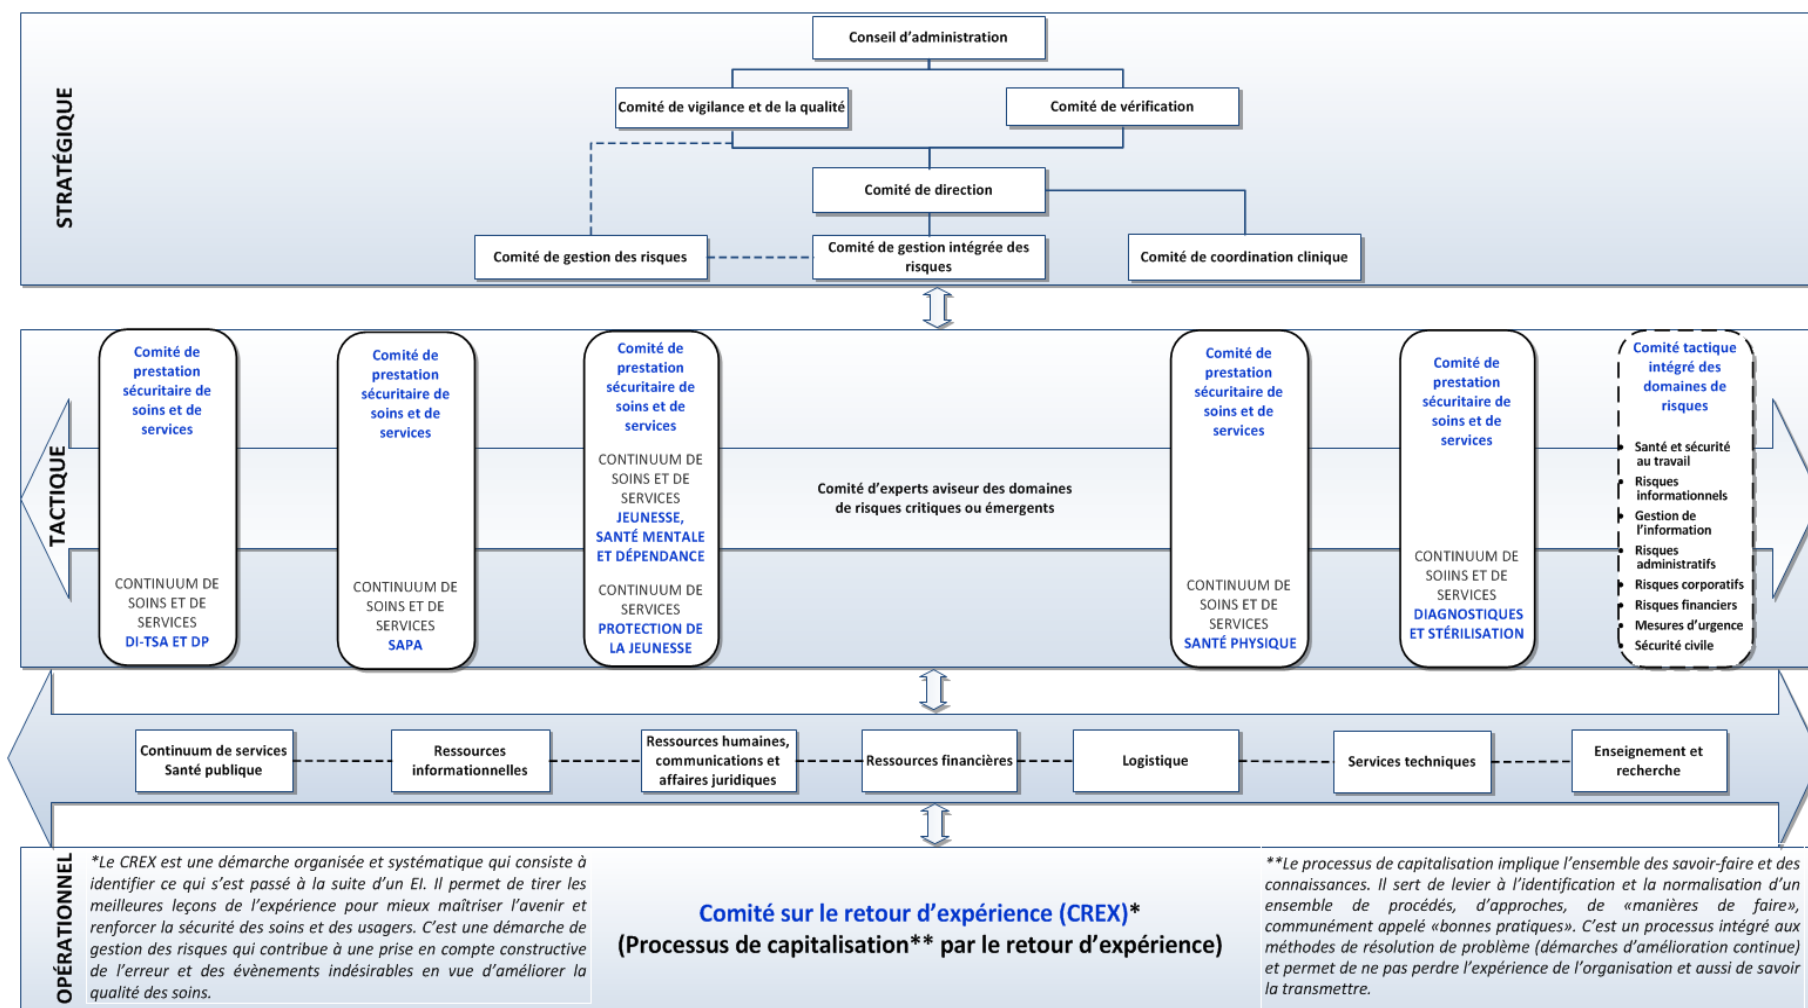 STRATÉGIQUE
Conseil d'administration
Comité de vigilance et de la qualité
Comité de vérification
Comité de direction
Comité de gestion des risques
Comité de gestion intégrée des
risques
Comité de coordination clinique
TACTIQUE
Comité de
prestation
sécuritaire de
soins et de
services
CONTINUUM DE
SOINS ET DE
SERVICES
DI-TSA ET DP
Comité de
prestation
sécuritaire de
soins et de
services
CONTINUUM DE
SOINS ET DE
SERVICES
SAPA
Comité de
prestation
sécuritaire de
soins et de
services
CONTINUUM DE
SOINS ET DE
SERVICES
JEUNESSE,
SANTÉ MENTALE
ET DÉPENDANCE
CONTINUUM DE
SERVICES
PROTECTION DE
LA JEUNESSE
Comité d'experts aviseur des domaines
de risques critiques ou émergents
Comité de
prestation
sécuritaire de
soins et de
services
CONTINUUM DE
SOINS ET DE
SERVICES
SANTÉ PHYSIQUE
Comité de
prestation
sécuritaire de
soins et de
services
CONTINUUM DE
SOIINS ET DE
SERVICES
DIAGNOSTIQUES
ET STÉRILISATION
Comité tactique
intégré des
domaines de
risques
• Santé et sécurité
au travail
• Risques
informationnels
• Gestion de
l'information
• Risques
administratifs
• Risques corporatifs
• Risques financiers
• Mesures d'urgence
• Sécurité civile
Continuum de services
Santé publique
Ressources
informationnelles
Ressources humaines,
communications et
affaires juridiques
Ressources financières
Logistique
Services techniques
Enseignement et
recherche
OPÉRATIONNEL
*Le CREX est une démarche organisée et systématique qui consiste à
identifier ce qui s'est passé à la suite d'un EI. Il permet de tirer les
meilleures leçons de l'expérience pour mieux maîtriser l'avenir et
renforcer la sécurité des soins et des usagers. C'est une démarche de
gestion des risques qui contribue à une prise en compte constructive
de l'erreur et des évènements indésirables en vue d'améliorer la
qualité des soins.
Comité sur le retour d'expérience (CREX)*
(Processus de capitalisation** par le retour d'expérience)
**Le processus de capitalisation implique l'ensemble des savoir-faire et des
connaissances. Il sert de levier à l'identification et la normalisation d'un
ensemble de procédés, d'approches, de «manières de faire»,
communément appelé «bonnes pratiques». C'est un processus intégré aux
méthodes de résolution de problème (démarches d'amélioration continue)
et permet de ne pas perdre l'expérience de l'organisation et aussi de savoir
la transmettre.